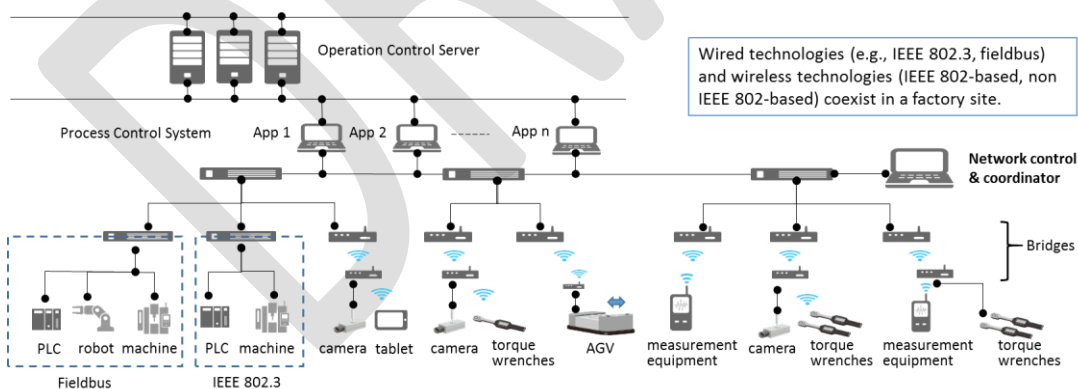 DRA
Operation Control Server
Wired technologies (e.g., IEEE 802.3, fieldbus)
and wireless technologies (IEEE 802-based, non
IEEE 802-based) coexist in a factory site.
Process Control System
App 1
App 2
App n
Network control
& coordinator
Bridges
PLC
robot
machine
PLC
machine
camera
tablet
camera
torque
wrenches
AGV
measurement
equipment
camera
torque
wrenches
measurement
equipment
torque
wrenches
Fieldbus
IEEE 802.3